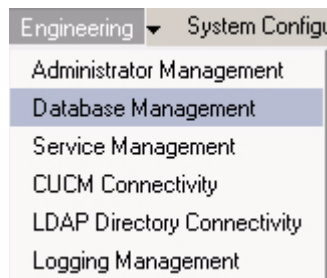 Engineering System Configu
Administrator Management
Database Management
Service Management
CUCM Connectivity
LDAP Directory Connectivity
Logging Management